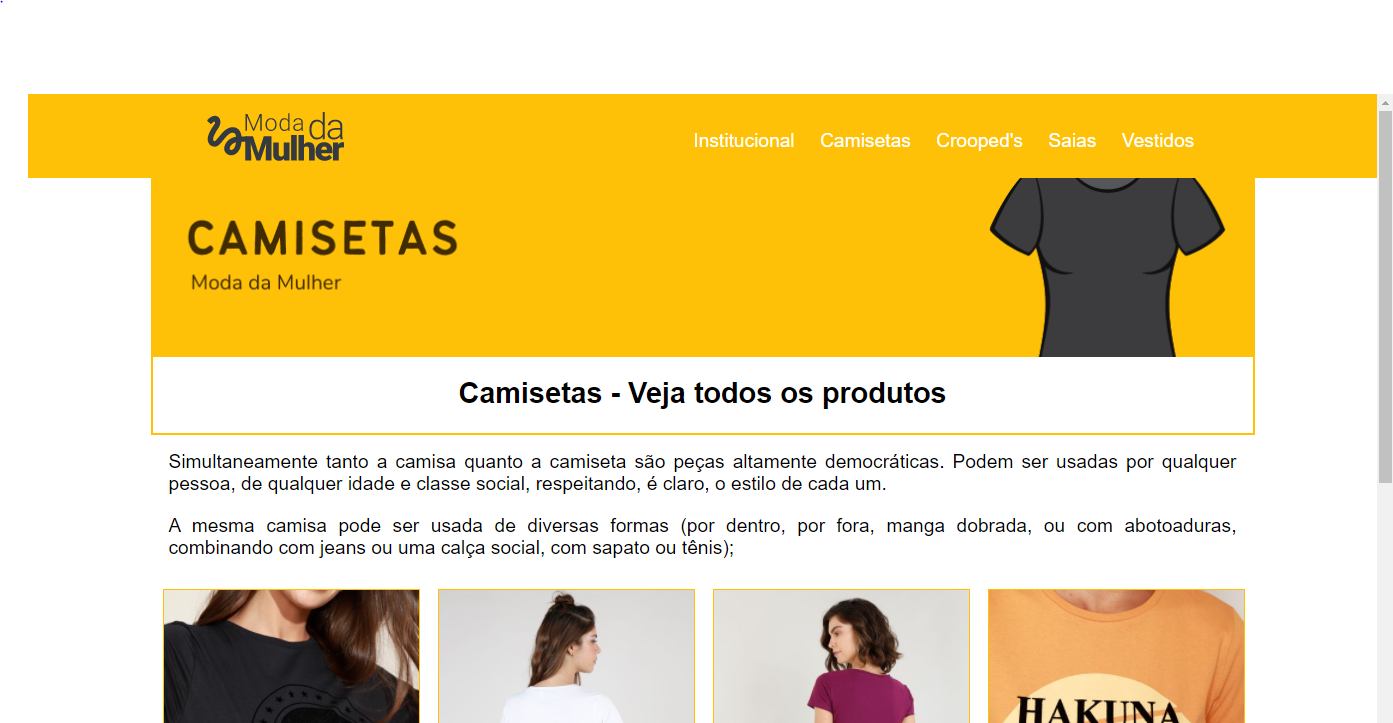 Moda da
Mulher
Institucional Camisetas Crooped's Saias Vestidos
CAMISETAS
Moda da Mulher
Camisetas - Veja todos os produtos
Simultaneamente tanto a camisa quanto a camiseta são peças altamente democráticas. Podem ser usadas por qualquer
pessoa, de qualquer idade e classe social, respeitando, é claro, o estilo de cada um.
A mesma camisa pode ser usada de diversas formas (por dentro, por fora, manga dobrada, ou com abotoaduras,
combinando com jeans ou uma calça social, com sapato ou tênis);
HAKUNA